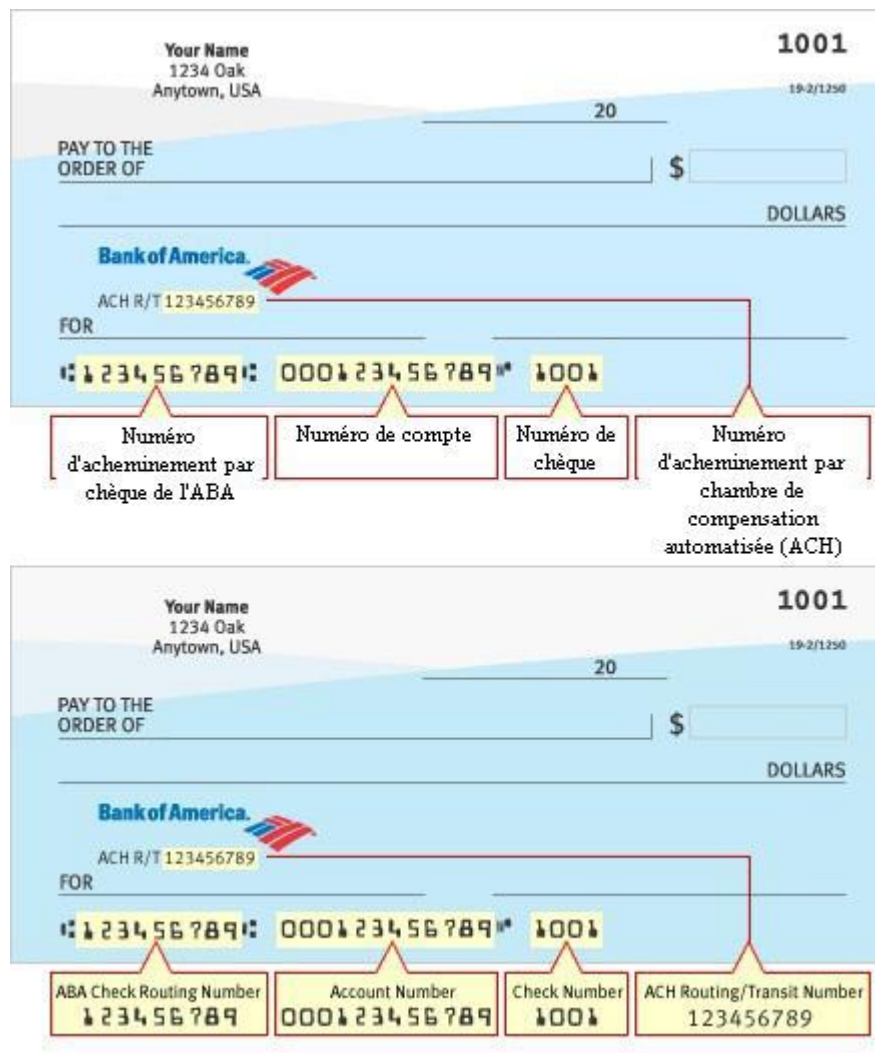 Your Name
1234 Oak
Anytown, USA
1001
19-2/1250
20
PAY TO THE
ORDER OF
$
DOLLARS
Bank of America.
ACH R/T 123456789
FOR
⑆123456789⑆ 000123456789⑈ 1001
Numéro
d'acheminement par
chèque de l'ABA
Numéro de compte
Numéro de
chèque
Numéro
d'acheminement par
chambre de
compensation
automatisée (ACH)
Your Name
1234 Oak
Anytown, USA
1001
19-2/1250
20
PAY TO THE
ORDER OF
$
DOLLARS
Bank of America.
ACH R/T 123456789
FOR
⑆123456789⑆ 000123456789⑈ 1001
ABA Check Routing Number
123456789
Account Number
000123456789
Check Number
1001
ACH Routing/Transit Number
123456789